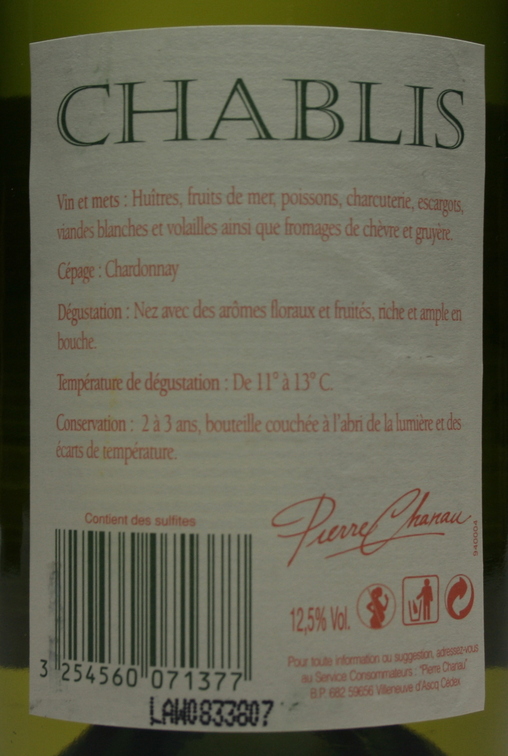 CHABLIS
Vin et mets : Huîtres, fruits de mer, poissons, charcuterie, escargots,
viandes blanches et volailles ainsi que fromages de chèvre et gruyère.
Cépage : Chardonnay
Dégustation : Nez avec des arômes floraux et fruités, riche et ample en
bouche.
Température de dégustation : De 11° à 13° C.
Conservation : 2 à 3 ans, bouteille couchée à l'abri de la lumière et des
écarts de température.
Contient des sulfites
Pierre Chanau
940004
12,5% Vol.
3 254560 071377
Pour toute information ou suggestion, adressez-vous
au Service Consommateurs : "Pierre Chanau"
B.P. 682 59656 Villeneuve d'Ascq Cédex
LAW0833807